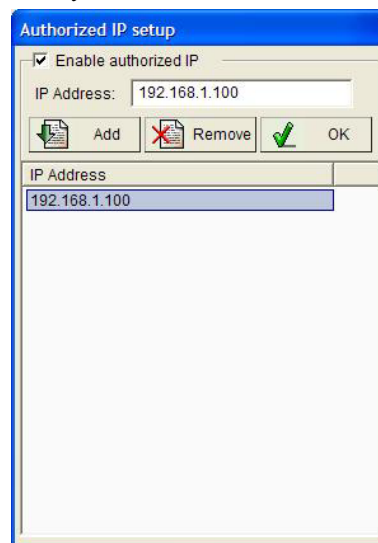 Authorized IP setup
Enable authorized IP
IP Address: 192.168.1.100
Add Remove OK
IP Address
192.168.1.100